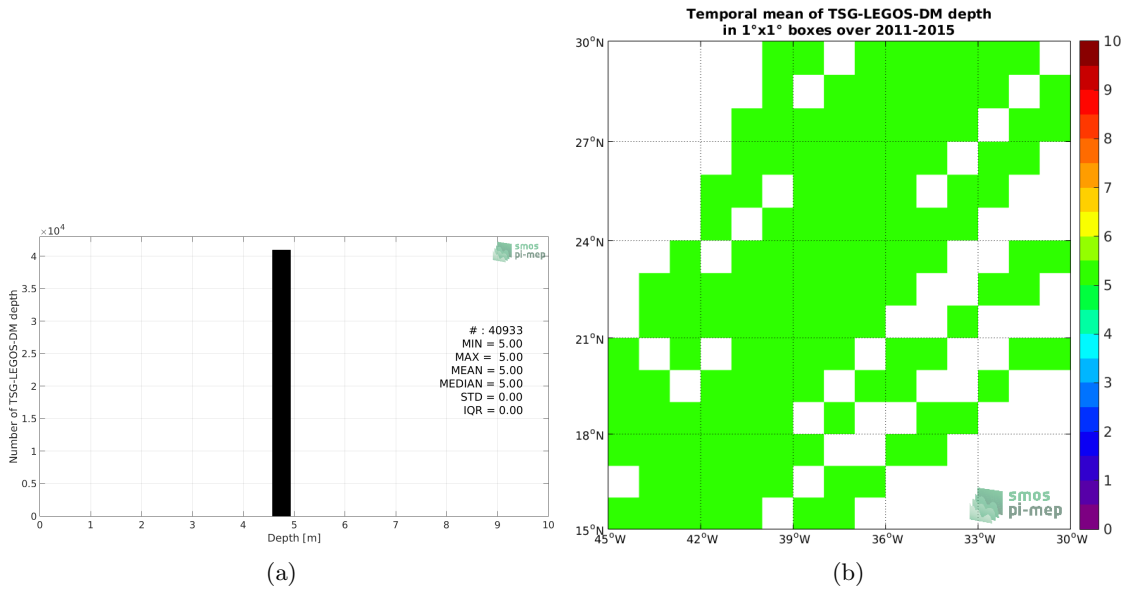 ×10⁴
4
3.5
3
2.5
2
1.5
1
0.5
0
Number of TSG-LEGOS-DM depth
smos
pi-mep
# : 40933
MIN = 5.00
MAX = 5.00
MEAN = 5.00
MEDIAN = 5.00
STD = 0.00
IQR = 0.00
0 1 2 3 4 5 6 7 8 9 10
Depth [m]
(a)
Temporal mean of TSG-LEGOS-DM depth
in 1°x1° boxes over 2011-2015
30°N
27°N
24°N
21°N
18°N
15°N
45°W 42°W 39°W 36°W 33°W 30°W
smos
pi-mep
10
9
8
7
6
5
4
3
2
1
0
(b)